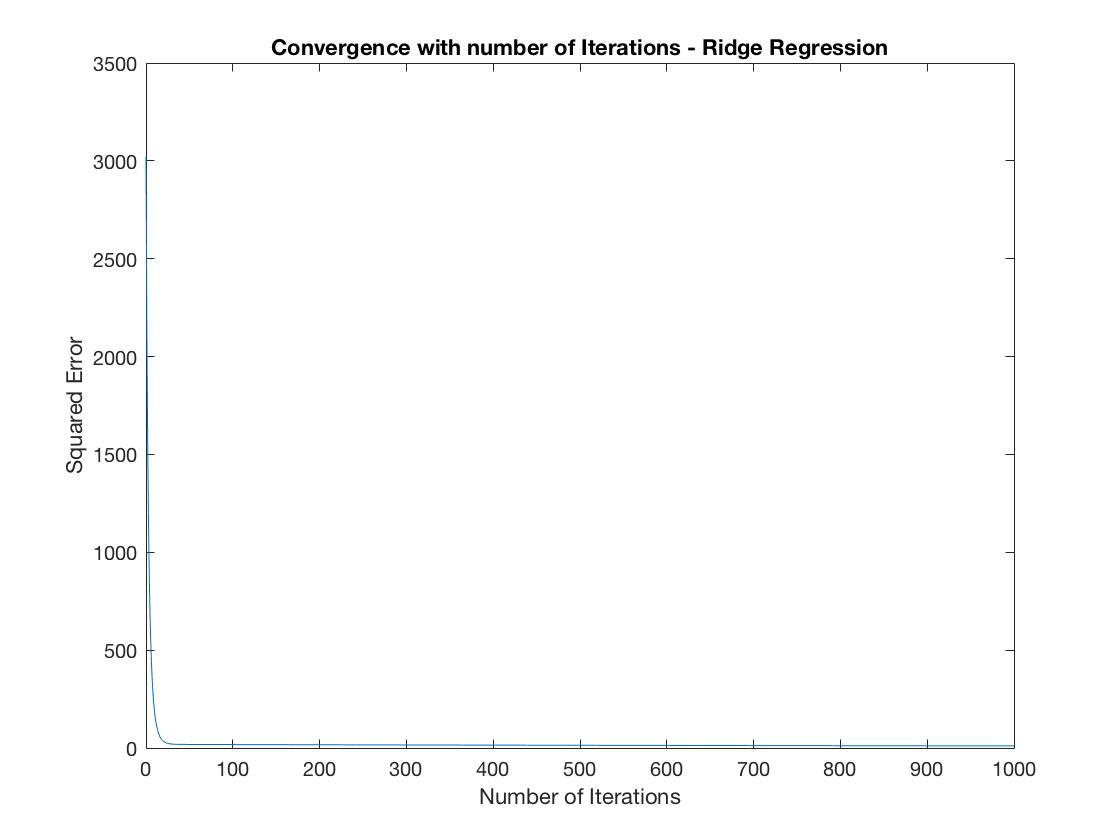 Convergence with number of Iterations - Ridge Regression
3500
3000
2500
2000
1500
1000
500
0
Squared Error
0 100 200 300 400 500 600 700 800 900 1000
Number of Iterations